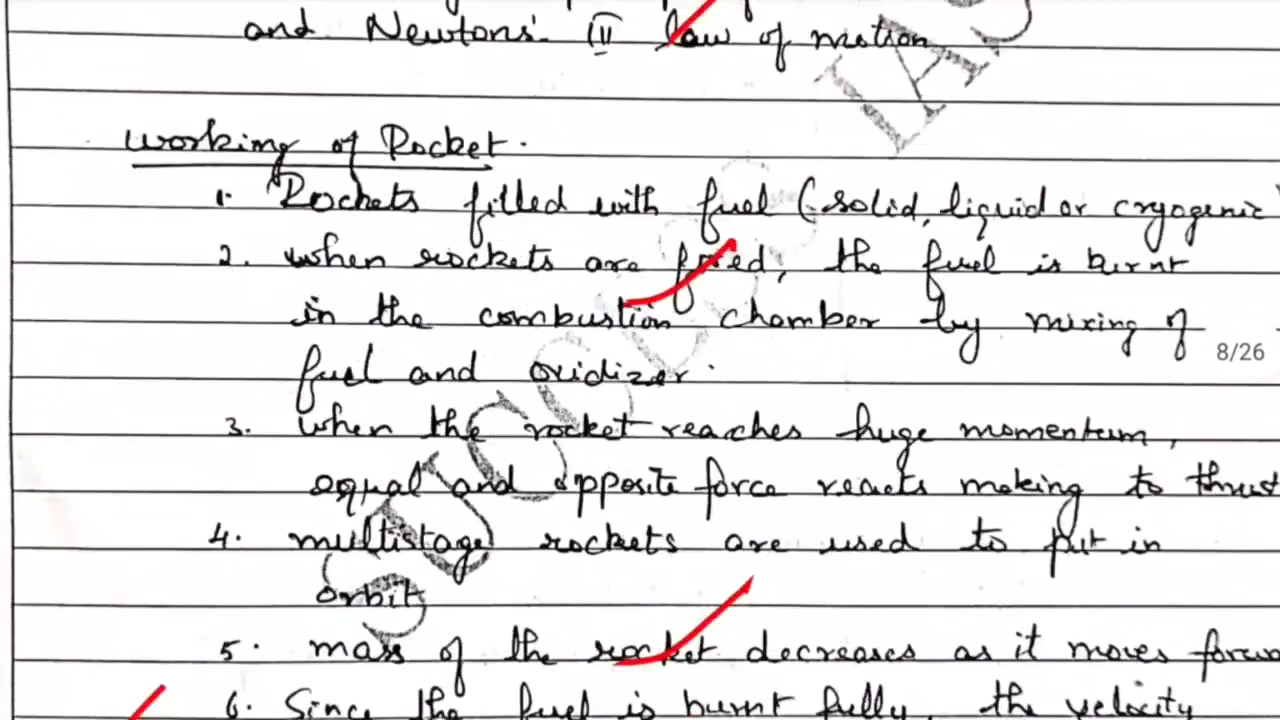 and Newtons III law of motion
Working of Rocket.
1. Rockets filled with fuel (solid, liquid or cryogenic
2. when rockets are fired, the fuel is burnt
in the combustion chamber by mixing of
8/26
fuel and oxidizer.
3. when the rocket reaches huge momentum,
equal and opposite force reacts making to thrust
4. multistage rockets are used to put in
orbit
5. mass of the rocket decreases as it moves forwa
6. Since the fuel is burnt fully, the velocity